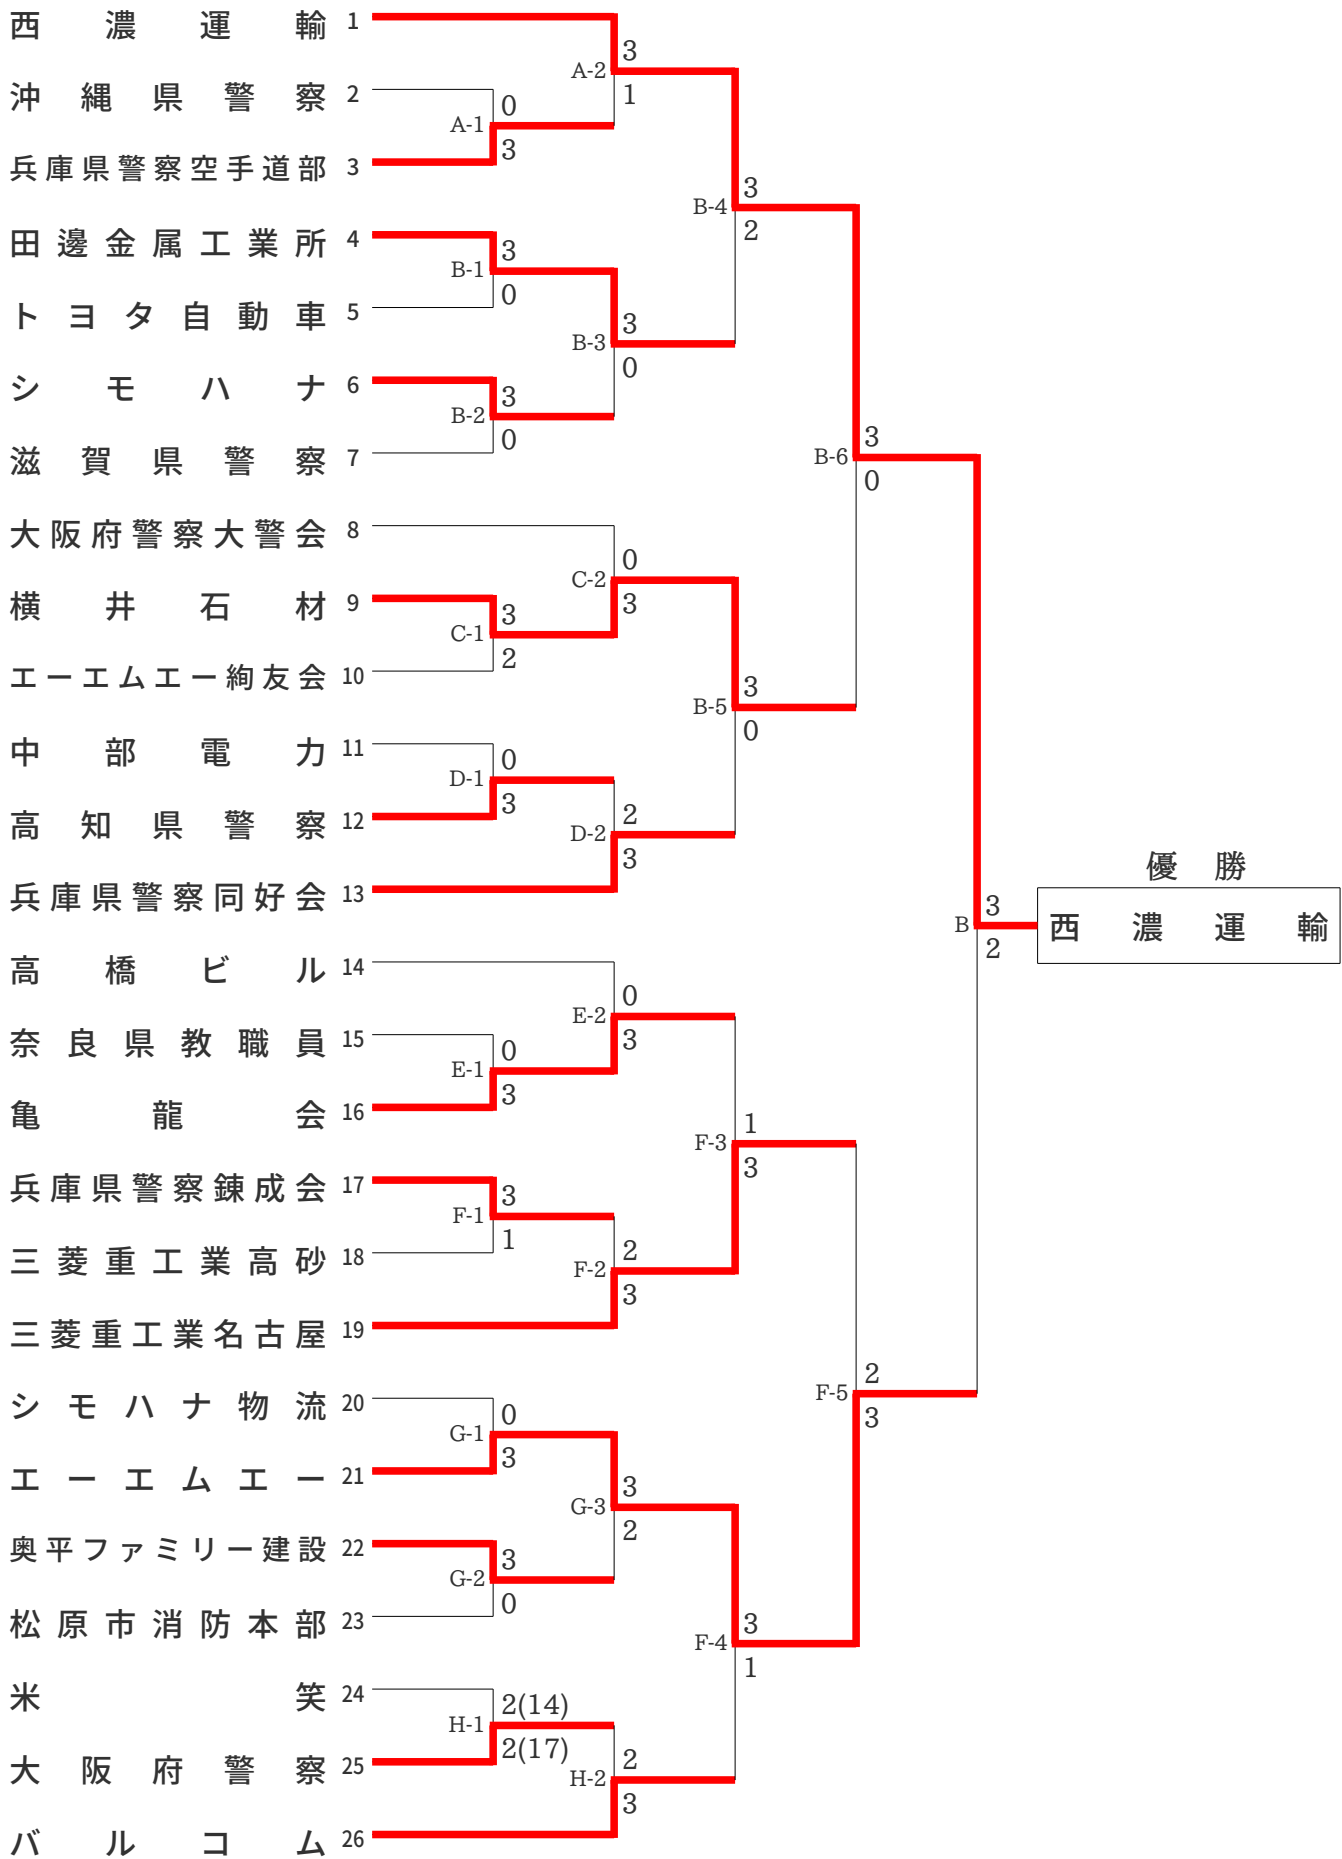 西濃運輸 1
沖縄県警察 2
兵庫県警察空手道部 3
田邊金属工業所 4
トヨタ自動車 5
シモハナ 6
滋賀県警察 7
大阪府警察大警会 8
横井石材 9
エーエムエー絢友会 10
中部電力 11
高知県警察 12
兵庫県警察同好会 13
高橋ビル 14
奈良県教職員 15
亀龍会 16
兵庫県警察錬成会 17
三菱重工業高砂 18
三菱重工業名古屋 19
シモハナ物流 20
エーエムエー 21
奥平ファミリー建設 22
松原市消防本部 23
米笑 24
大阪府警察 25
バルコム 26
A-1 0 3
B-1 3 0
B-2 3 0
C-1 3 2
D-1 0 3
E-1 0 3
F-1 3 1
G-1 0 3
G-2 3 0
H-1 2(14) 2(17)
A-2 3 1
B-3 3 0
C-2 0 3
D-2 2 3
E-2 0 3
F-2 2 3
G-3 3 2
H-2 2 3
B-4 3 2
B-5 3 0
F-3 1 3
F-4 3 1
B-6 3 0
F-5 2 3
B 3 2
優勝
西濃運輸